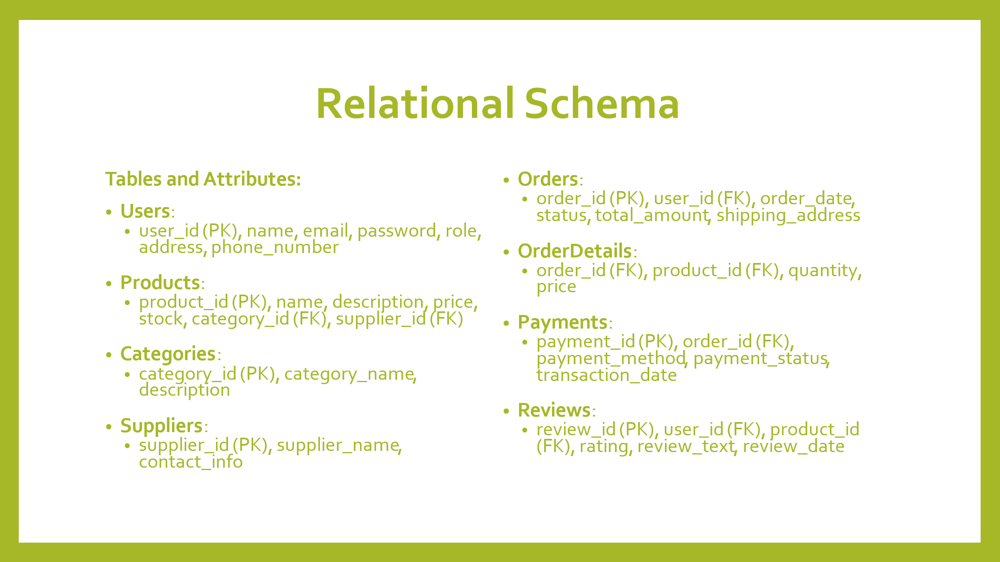 Relational Schema
Tables and Attributes:
• Users:
• user_id (PK), name, email, password, role,
address, phone_number
• Products:
• product_id (PK), name, description, price,
stock, category_id (FK), supplier_id (FK)
• Categories:
• category_id (PK), category_name,
description
• Suppliers:
• supplier_id (PK), supplier_name,
contact_info
• Orders:
• order_id (PK), user_id (FK), order_date,
status, total_amount, shipping_address
• OrderDetails:
• order_id (FK), product_id (FK), quantity,
price
• Payments:
• payment_id (PK), order_id (FK),
payment_method, payment_status,
transaction_date
• Reviews:
• review_id (PK), user_id (FK), product_id
(FK), rating, review_text, review_date